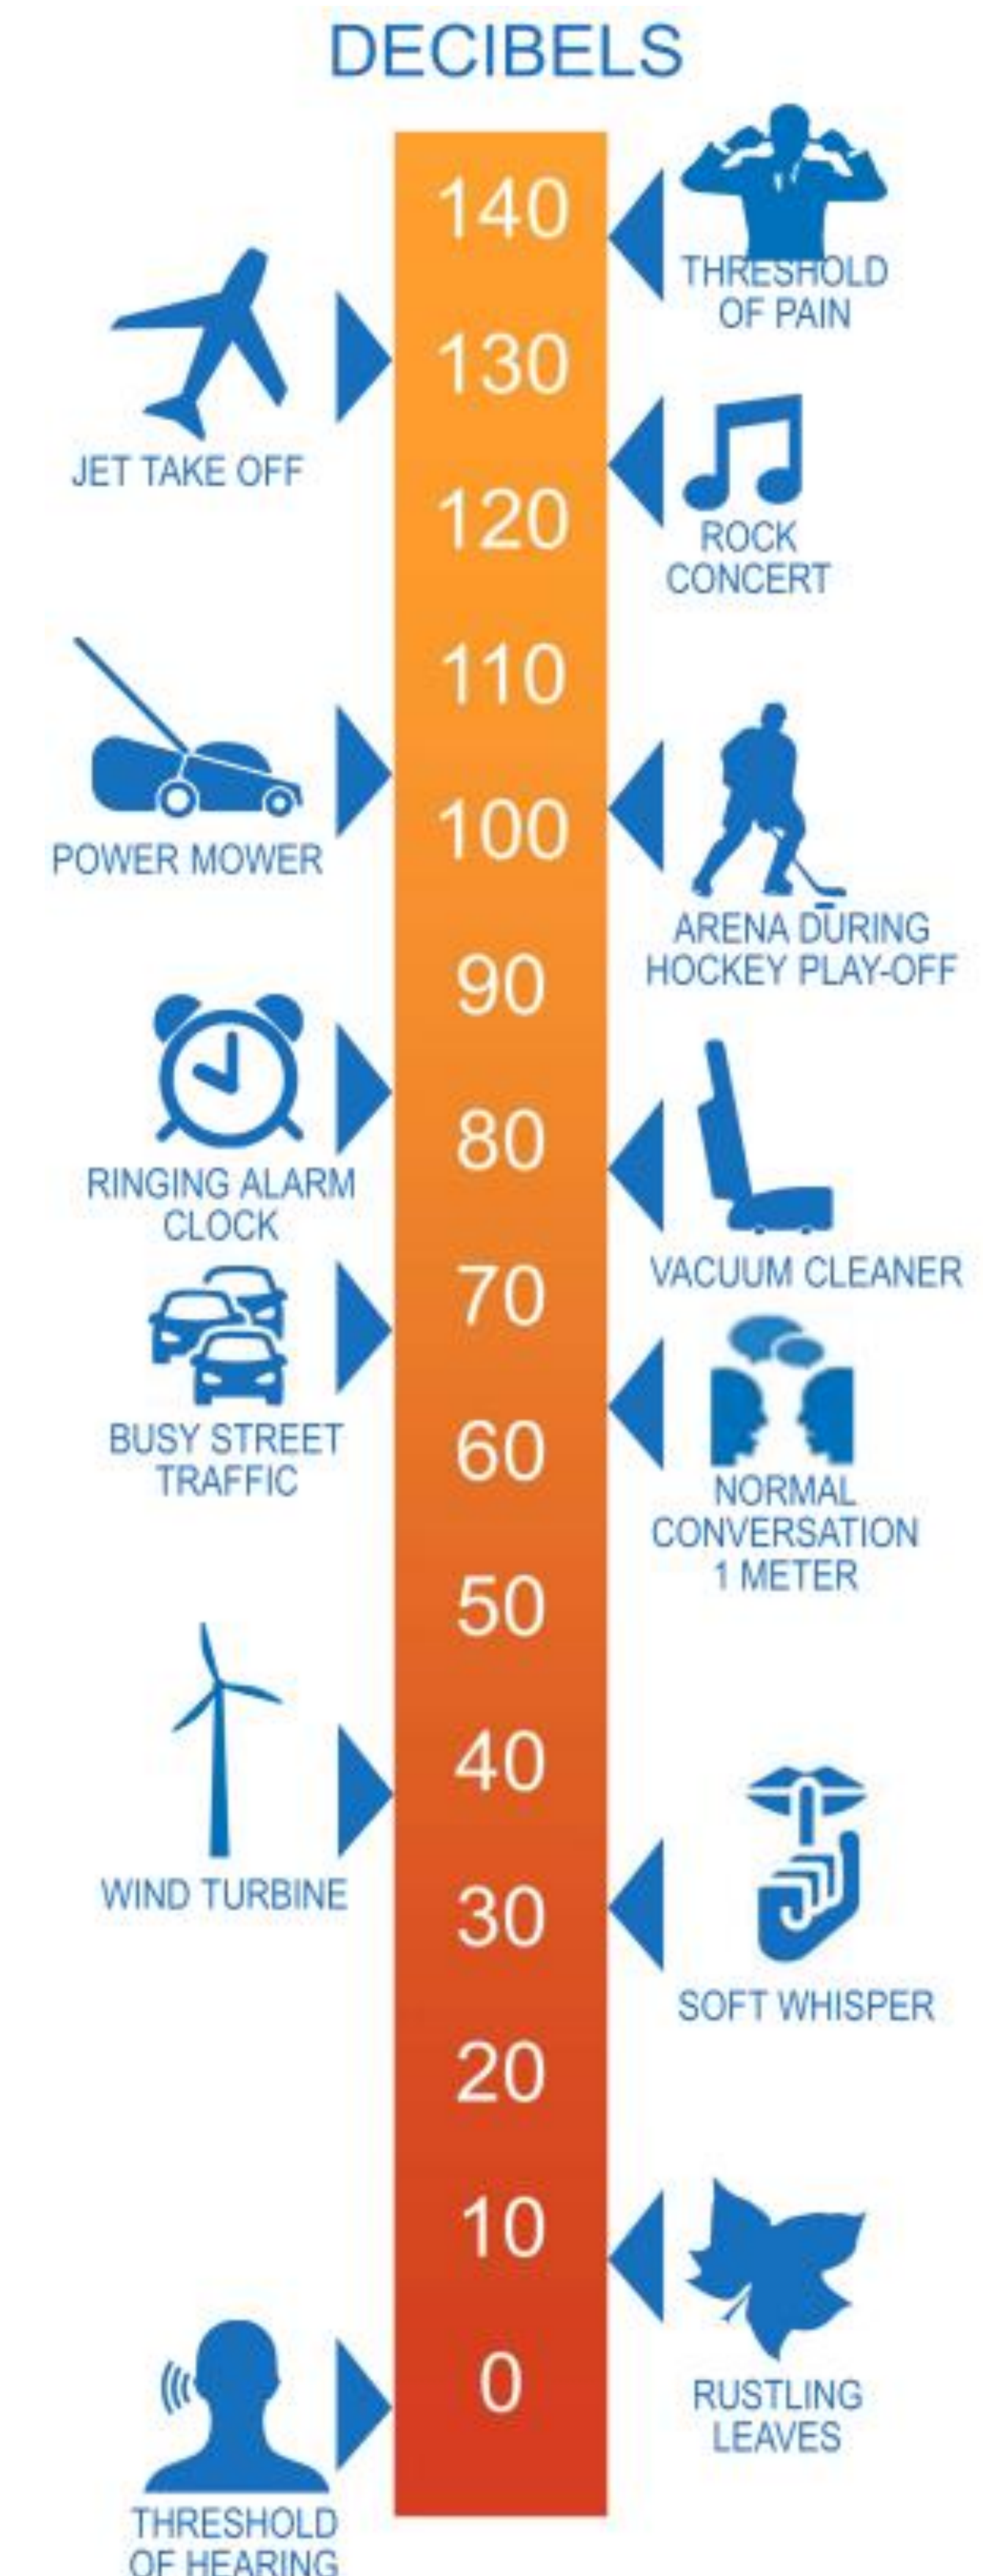 DECIBELS
140
THRESHOLD
OF PAIN
130
JET TAKE OFF
120
ROCK
CONCERT
110
100
POWER MOWER
ARENA DURING
HOCKEY PLAY-OFF
90
80
RINGING ALARM
CLOCK
VACUUM CLEANER
70
60
BUSY STREET
TRAFFIC
NORMAL
CONVERSATION
1 METER
50
40
WIND TURBINE
30
SOFT WHISPER
20
10
RUSTLING
LEAVES
0
THRESHOLD
OF HEARING